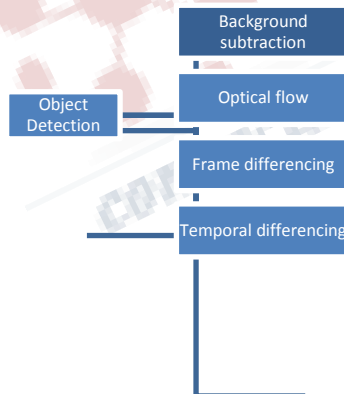 Background
subtraction
Optical flow
Object
Detection
Frame differencing
Temporal differencing